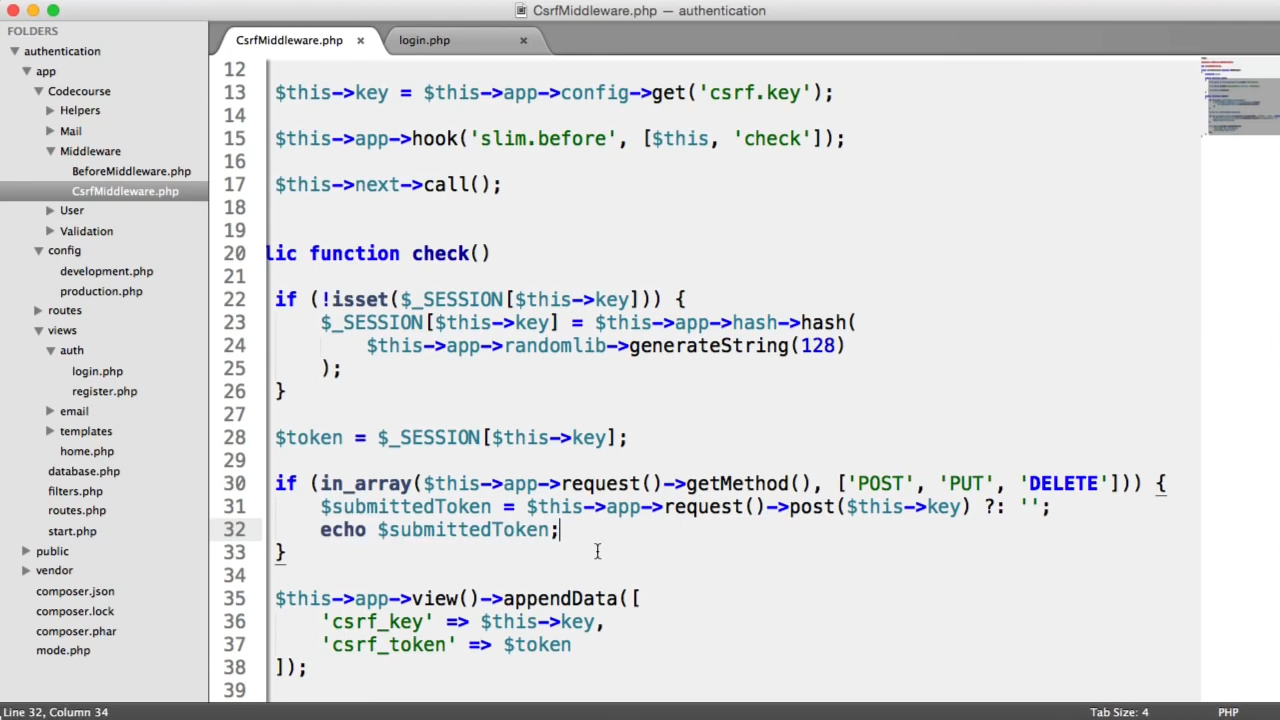 CsrfMiddleware.php — authentication
FOLDERS
authentication
app
Codecourse
Helpers
Mail
Middleware
BeforeMiddleware.php
CsrfMiddleware.php
User
Validation
config
development.php
production.php
routes
views
auth
login.php
register.php
email
templates
home.php
database.php
filters.php
routes.php
start.php
public
vendor
composer.json
composer.lock
composer.phar
mode.php
CsrfMiddleware.php ×
login.php ×
12
13 $this->key = $this->app->config->get('csrf.key');
14
15 $this->app->hook('slim.before', [$this, 'check']);
16
17 $this->next->call();
18
19
20 lic function check()
21
22 if (!isset($_SESSION[$this->key])) {
23 $_SESSION[$this->key] = $this->app->hash->hash(
24 $this->app->randomlib->generateString(128)
25 );
26 }
27
28 $token = $_SESSION[$this->key];
29
30 if (in_array($this->app->request()->getMethod(), ['POST', 'PUT', 'DELETE'])) {
31 $submittedToken = $this->app->request()->post($this->key) ?: '';
32 echo $submittedToken;
33 }
34
35 $this->app->view()->appendData([
36 'csrf_key' => $this->key,
37 'csrf_token' => $token
38 ]);
39
Line 32, Column 34
Tab Size: 4
PHP